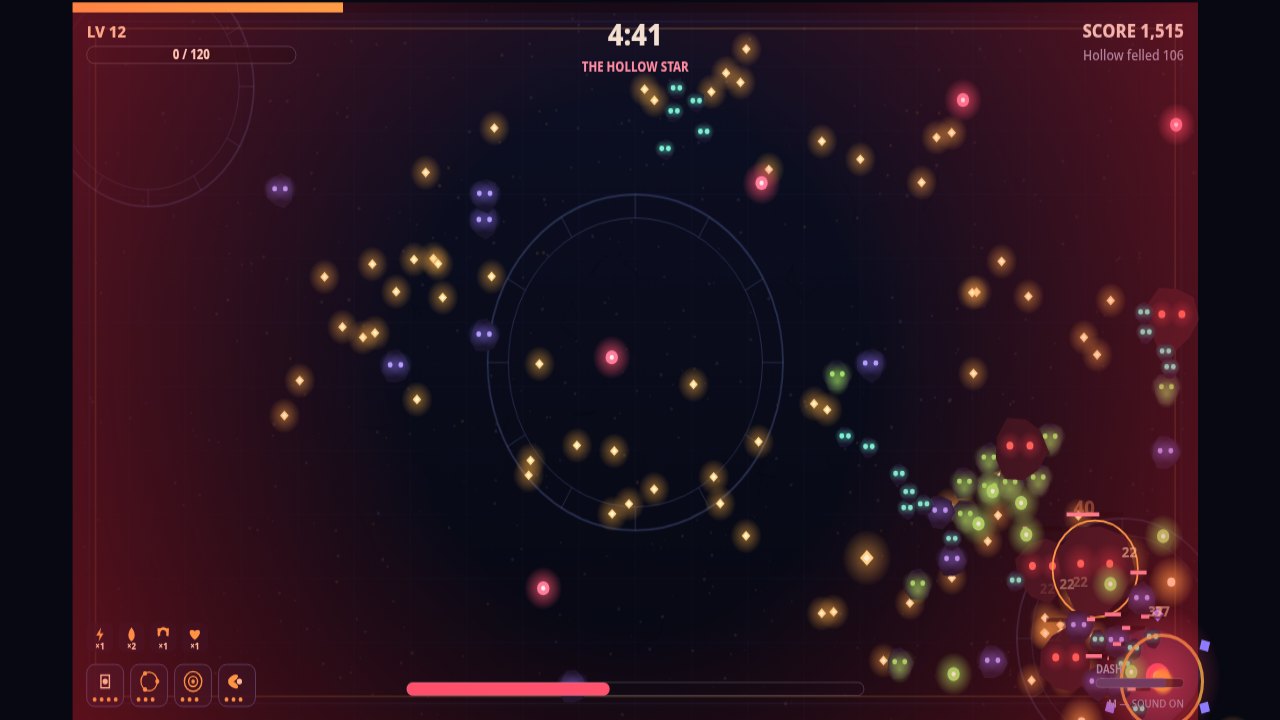 LV 12
0 / 120
4:41
THE HOLLOW STAR
SCORE 1,515
Hollow felled 106
40
22
22
22
22
DASH
SOUND ON
×1
×2
×1
×1